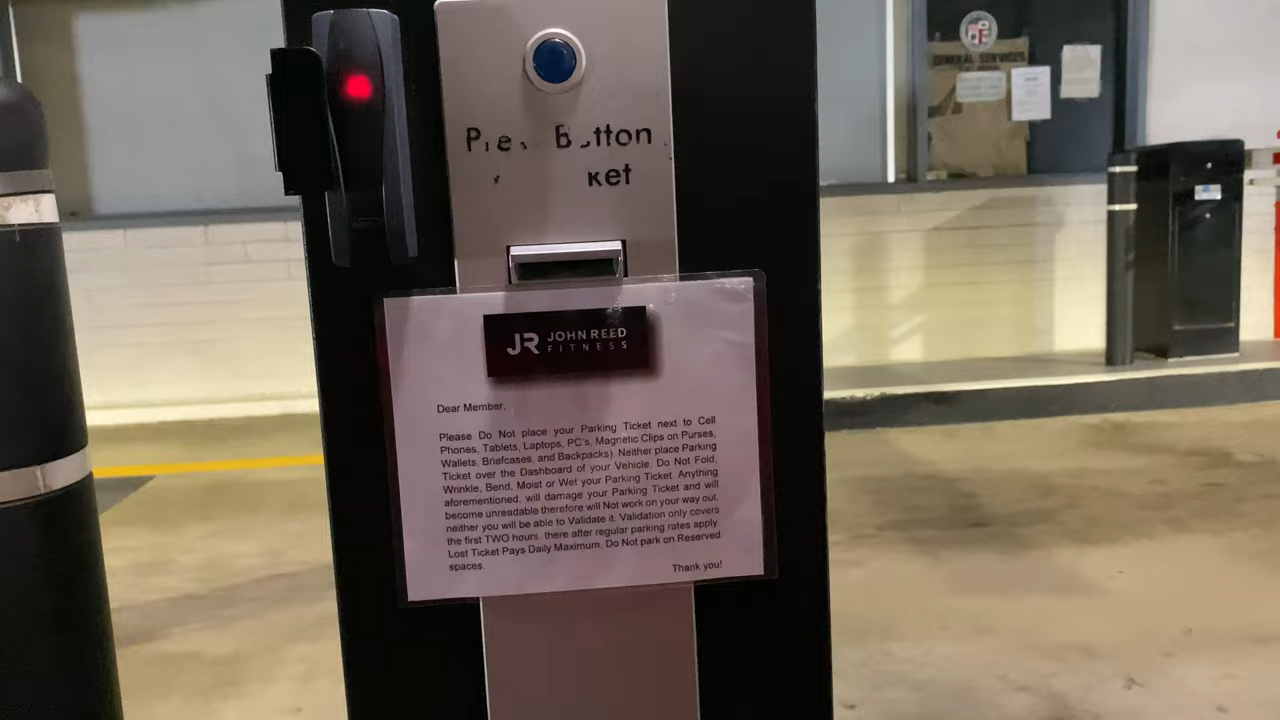 Button
JR JOHN REED
FITNESS
Dear Member,
Please Do Not place your Parking Ticket next to Cell
Phones, Tablets, Laptops, PC's, Magnetic Clips on Purses,
Wallets, Briefcases, and Backpacks). Neither place Parking
Ticket over the Dashboard of your Vehicle. Do Not Fold,
Wrinkle, Bend, Moist or Wet your Parking Ticket. Anything
aforementioned, will damage your Parking Ticket and will
become unreadable therefore will Not work on your way out,
neither you will be able to Validate it. Validation only covers
the first TWO hours, there after regular parking rates apply
Lost Ticket Pays Daily Maximum. Do Not park on Reserved
spaces.
Thank you!
GENERAL SERVICES